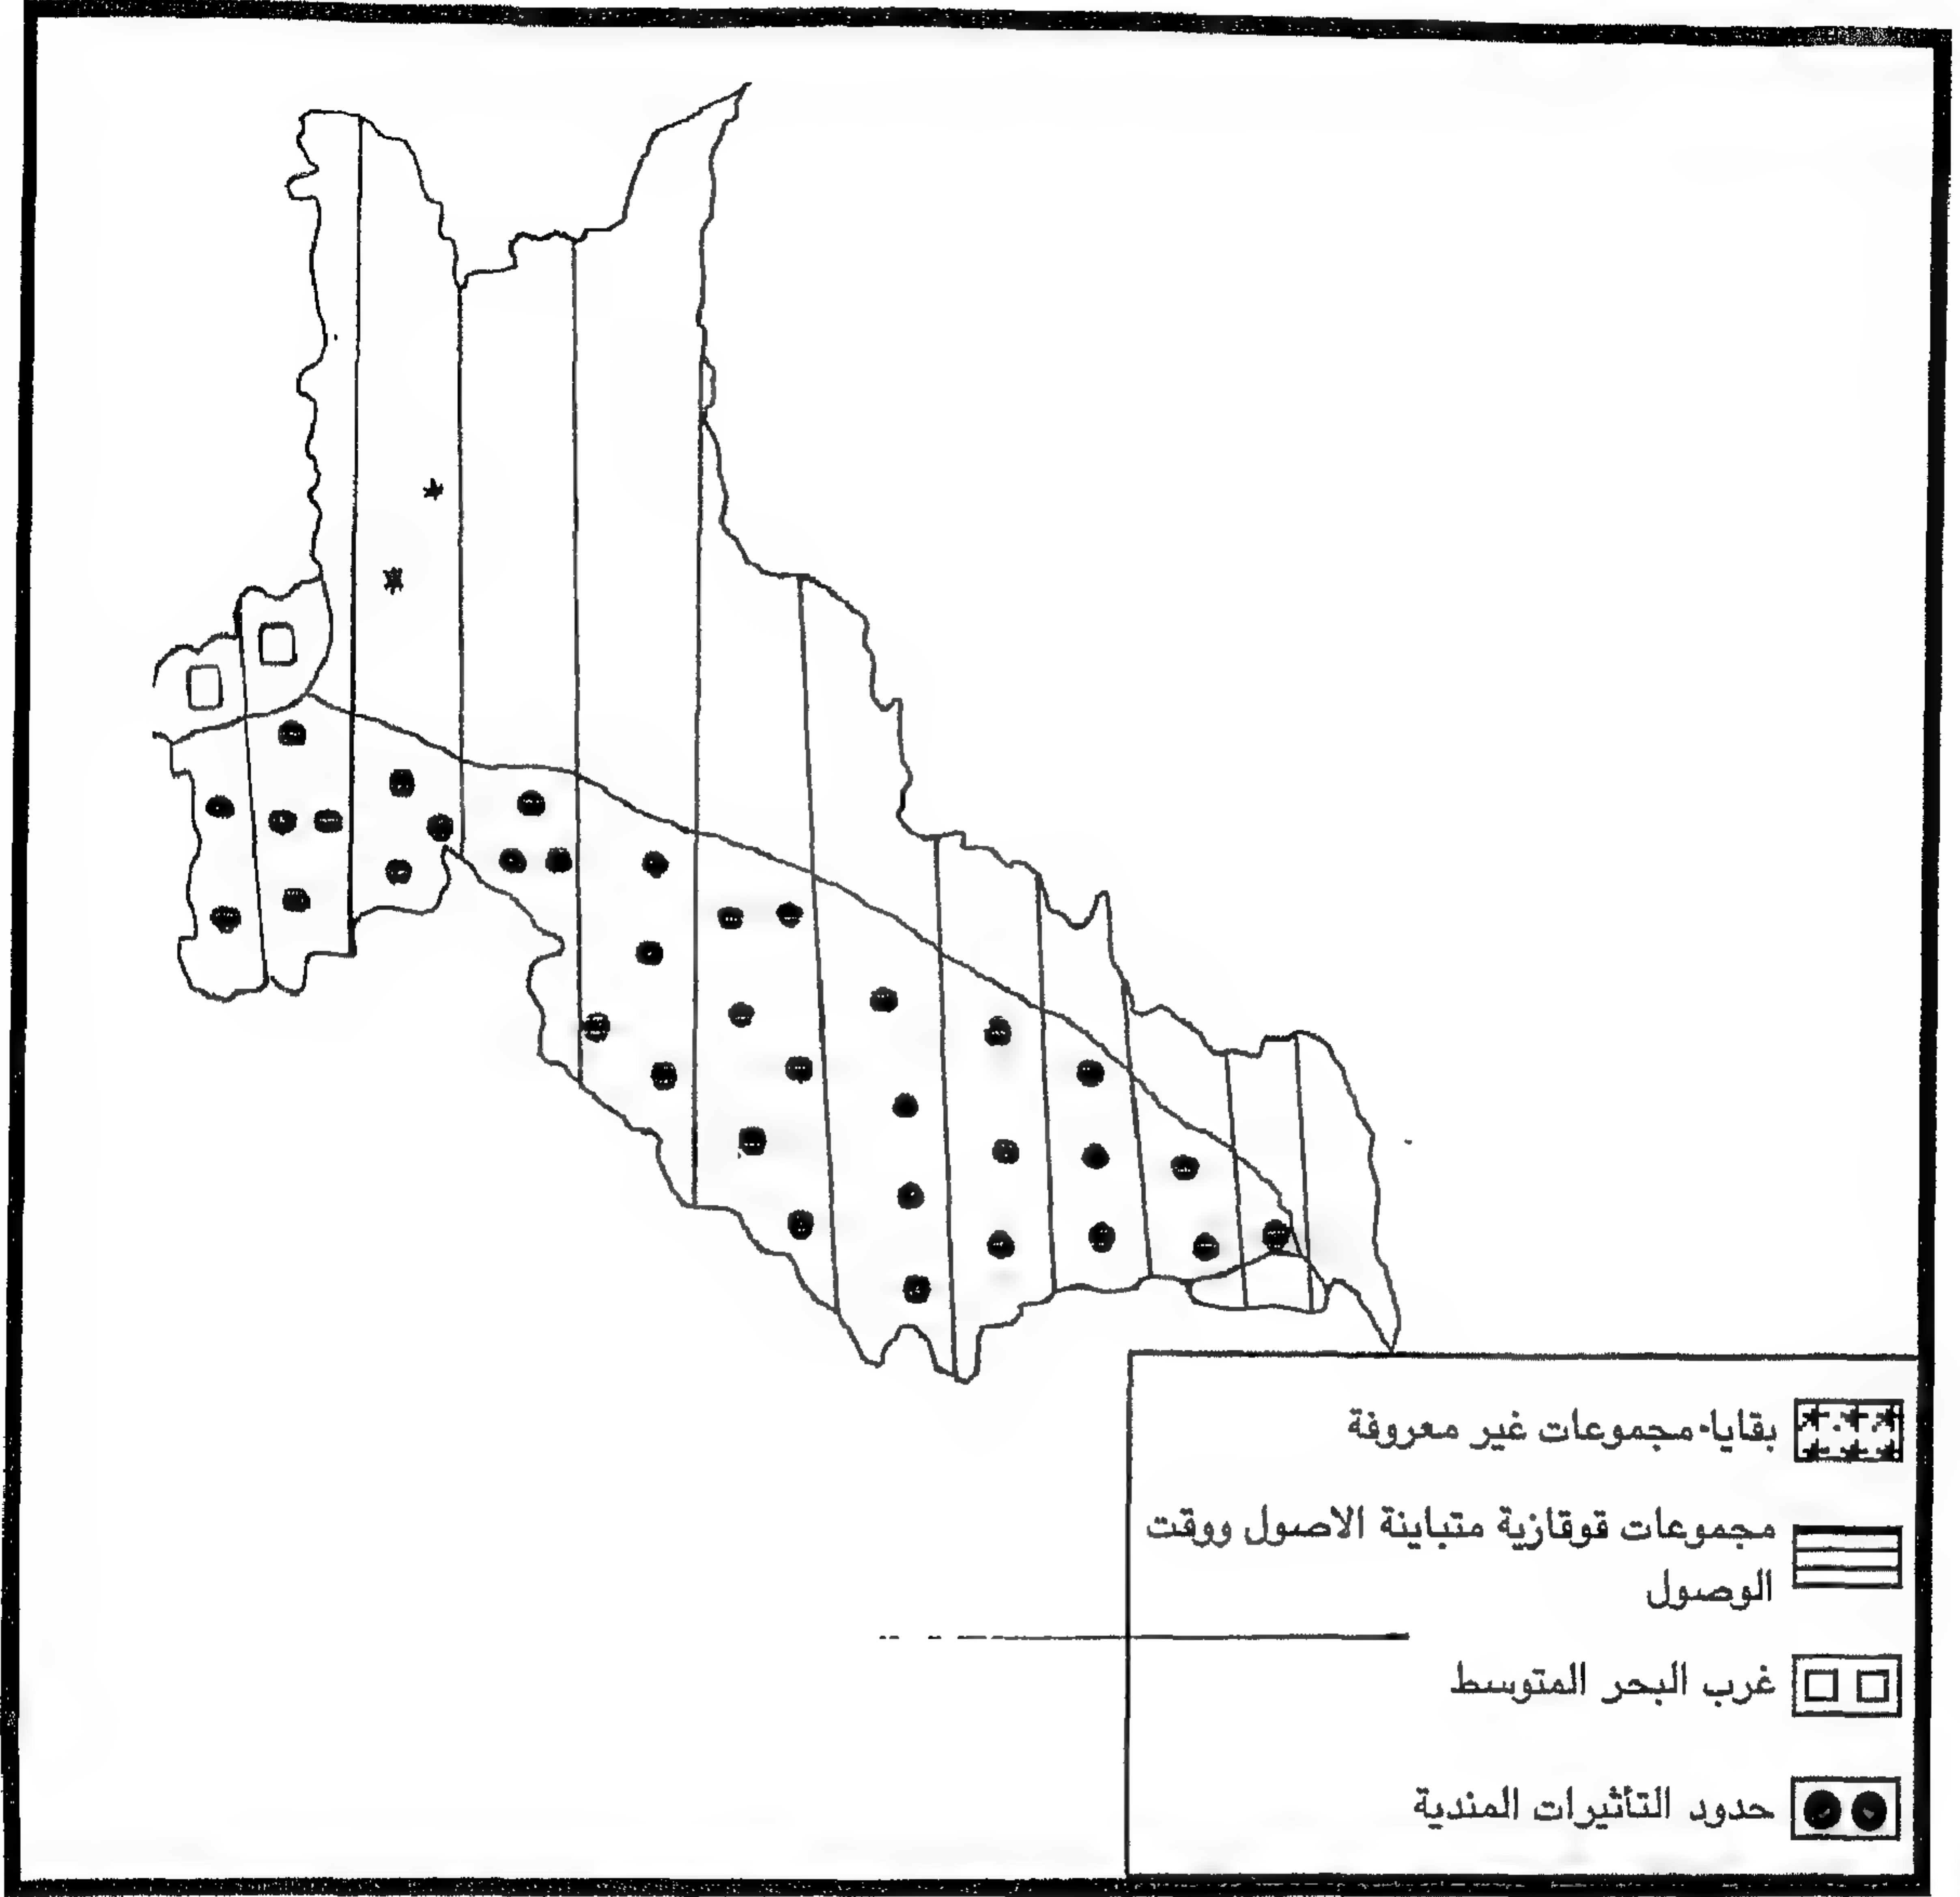 بقايا-مجموعات غير معروفة
مجموعات قوقازية متباينة الاصول ووقت
الوصول
غرب البحر المتوسط
حدود التأثيرات المندية